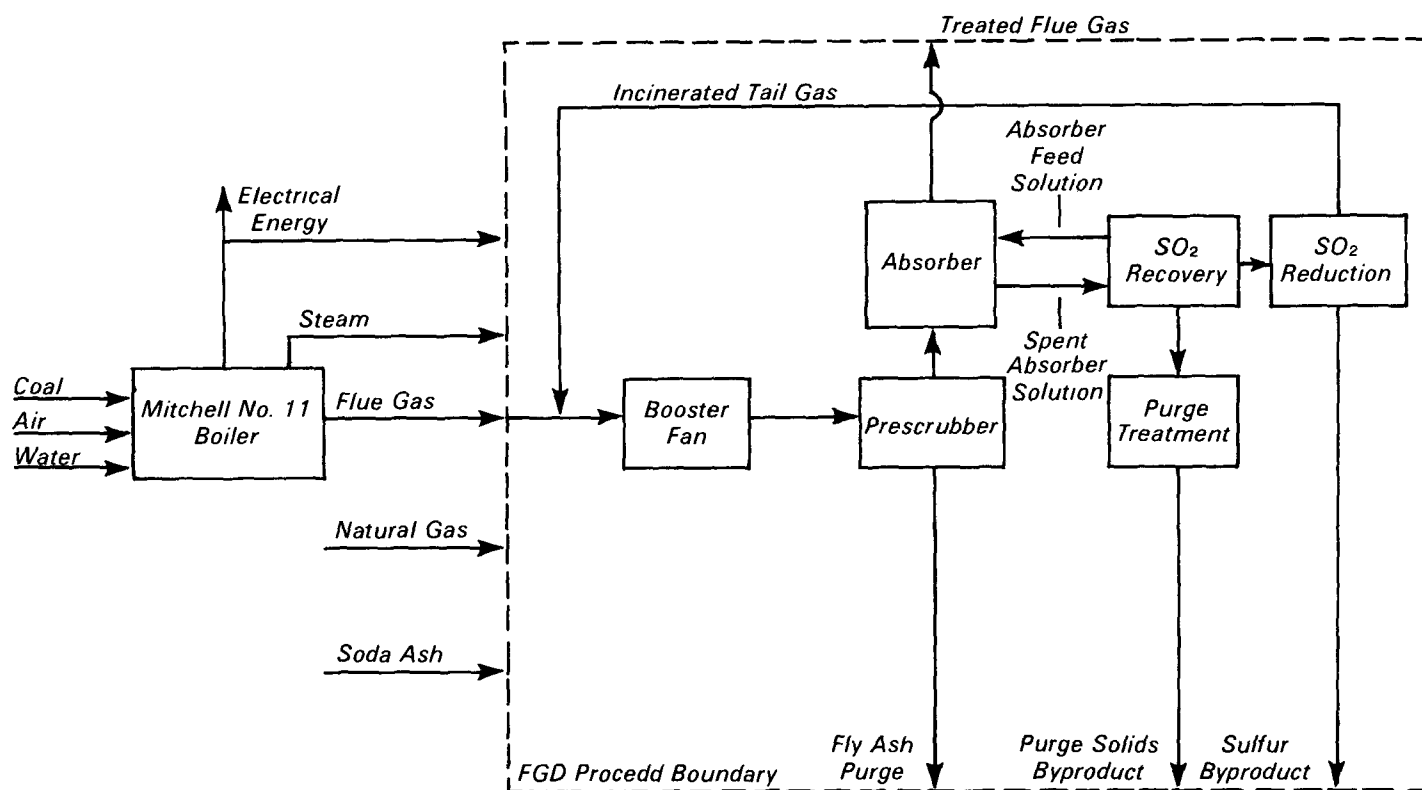 Treated Flue Gas
Incinerated Tail Gas
Absorber
Feed
Solution
Electrical
Energy
Absorber
SO₂
Recovery
SO₂
Reduction
Steam
Spent
Absorber
Solution
Coal
Air
Water
Mitchell No. 11
Boiler
Flue Gas
Booster
Fan
Prescrubber
Purge
Treatment
Natural Gas
Soda Ash
FGD Procedd Boundary
Fly Ash
Purge
Purge Solids
Byproduct
Sulfur
Byproduct